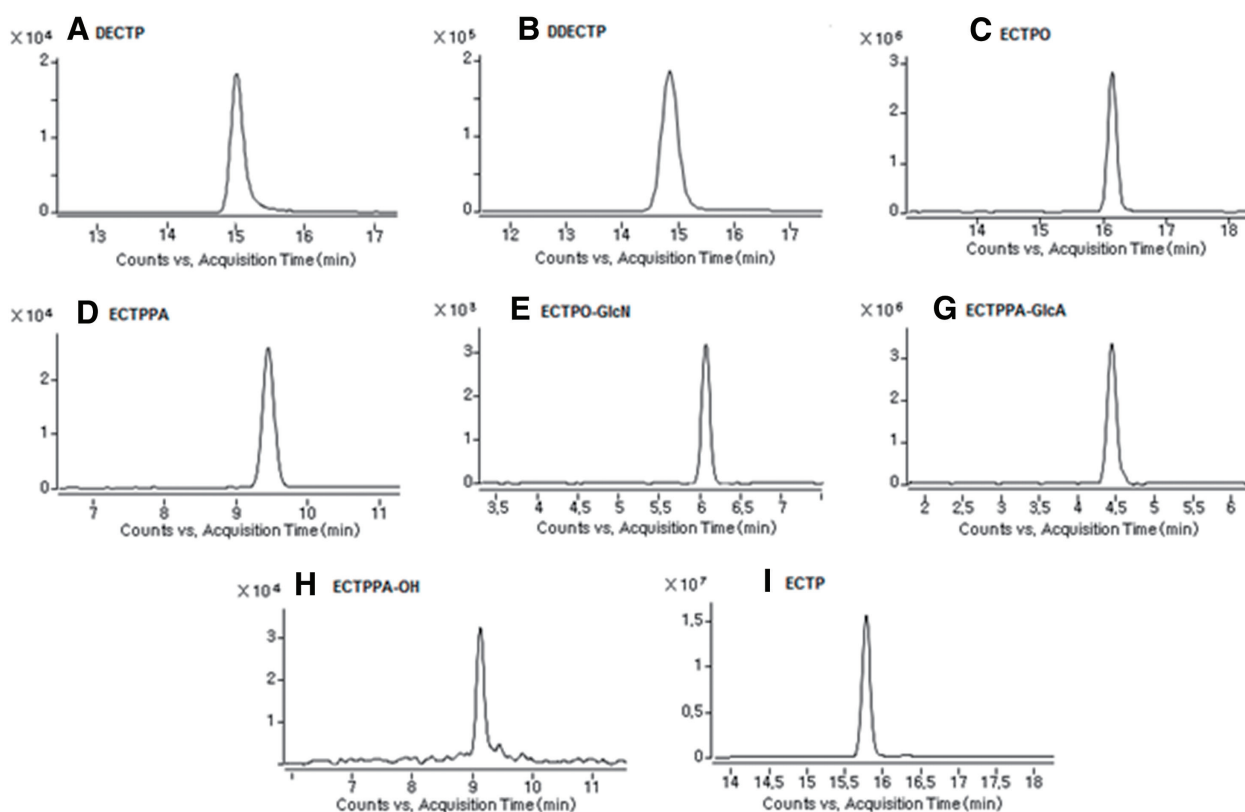 A DECTP
×10⁴
2
1
0
13 14 15 16 17
Counts vs, Acquisition Time (min)
B DDECTP
×10⁵
2
1
0
12 13 14 15 16 17
Counts vs, Acquisition Time (min)
C ECTPO
×10⁶
3
2
1
0
14 15 16 17 18
Counts vs, Acquisition Time (min)
D ECTPPA
×10⁴
2
1
0
7 8 9 10 11
Counts vs, Acquisition Time (min)
E ECTPO-GlcN
×10³
3
2
1
0
3,5 4 4,5 5 5,5 6 6,5 7
Counts vs, Acquisition Time (min)
G ECTPPA-GlcA
×10⁶
3
2
1
0
2 2,5 3 3,5 4 4,5 5 5,5 6
Counts vs, Acquisition Time (min)
H ECTPPA-OH
×10⁴
3
2
1
7 8 9 10 11
Counts vs, Acquisition Time (min)
I ECTP
×10⁷
1,5
1
0,5
0
14 14,5 15 15,5 16 16,5 17 17,5 18
Counts vs, Acquisition Time (min)